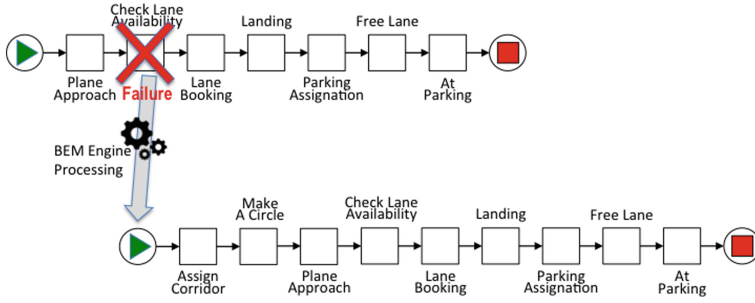 Check Lane
Availability
Landing
Free Lane
Plane
Approach
Failure
Lane
Booking
Parking
Assignation
At
Parking
BEM Engine
Processing
Make
A Circle
Check Lane
Availability
Landing
Free Lane
Assign
Corridor
Plane
Approach
Lane
Booking
Parking
Assignation
At
Parking